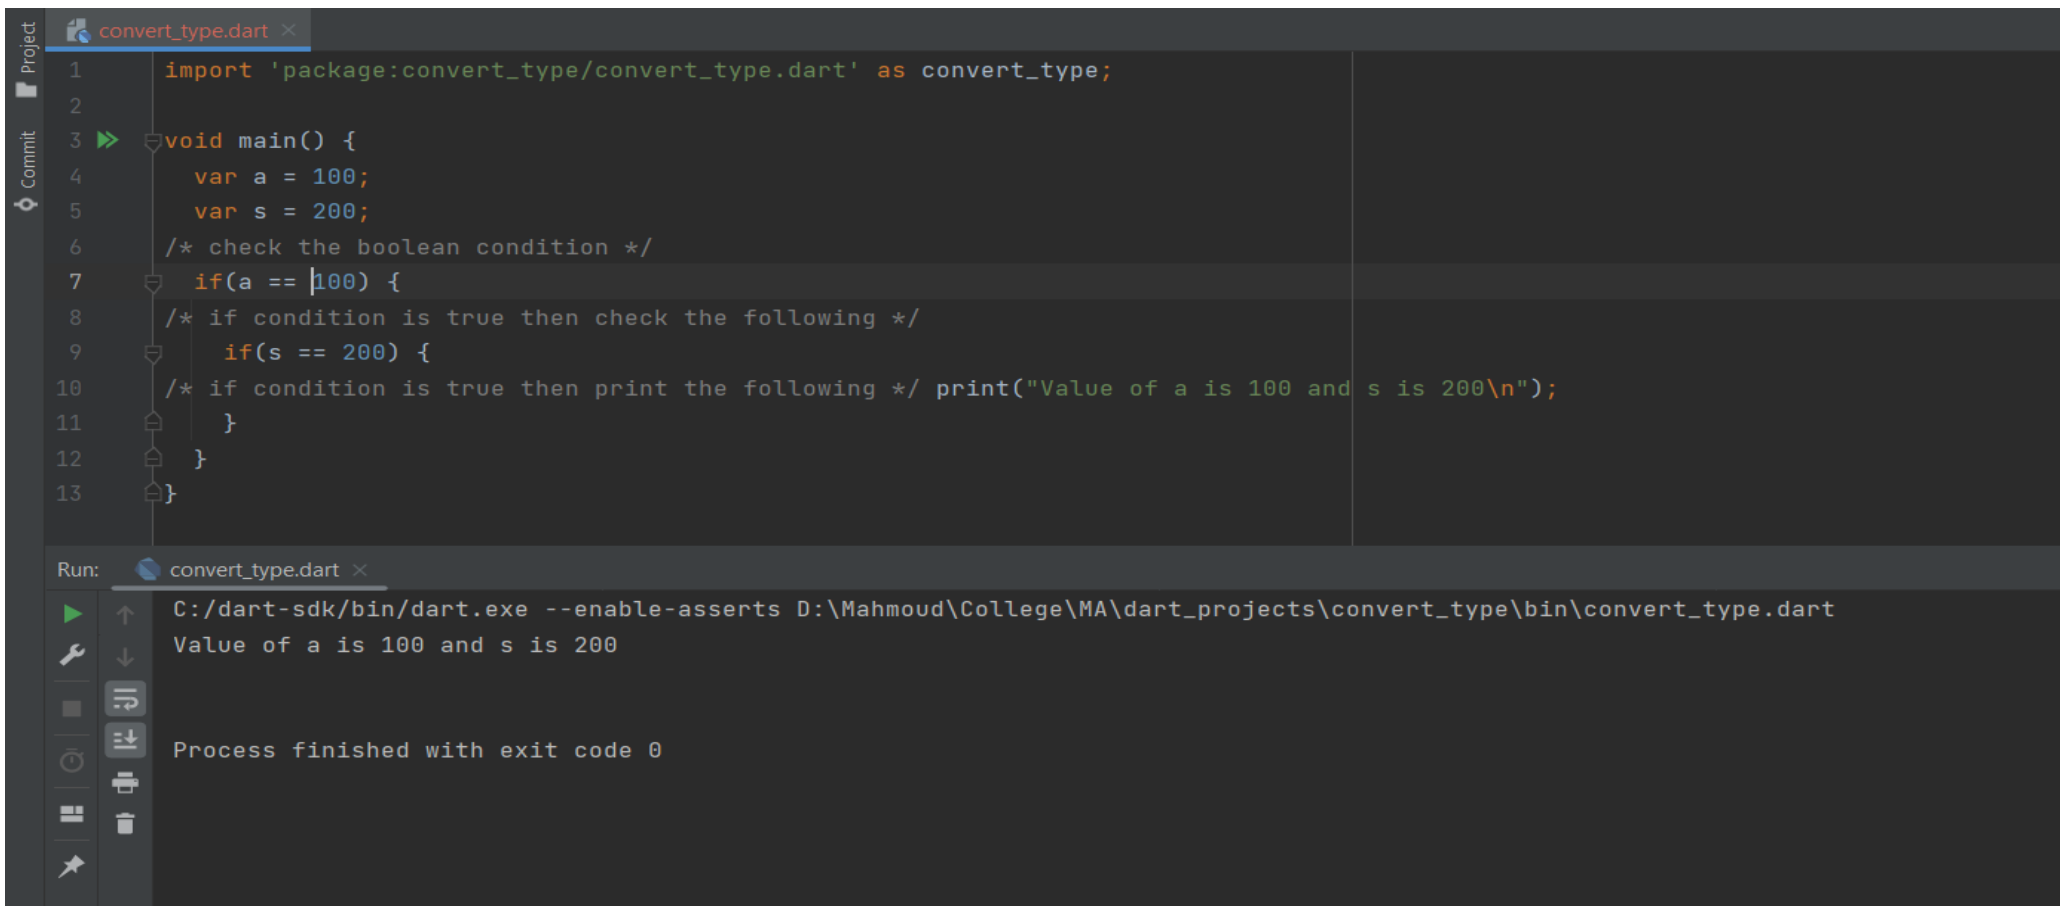 Project
Commit
convert_type.dart
1 import 'package:convert_type/convert_type.dart' as convert_type;
2
3 void main() {
4 var a = 100;
5 var s = 200;
6 /* check the boolean condition */
7 if(a == 100) {
8 /* if condition is true then check the following */
9 if(s == 200) {
10 /* if condition is true then print the following */ print("Value of a is 100 and s is 200\n");
11 }
12 }
13 }
Run: convert_type.dart
C:/dart-sdk/bin/dart.exe --enable-asserts D:\Mahmoud\College\MA\dart_projects\convert_type\bin\convert_type.dart
Value of a is 100 and s is 200
Process finished with exit code 0